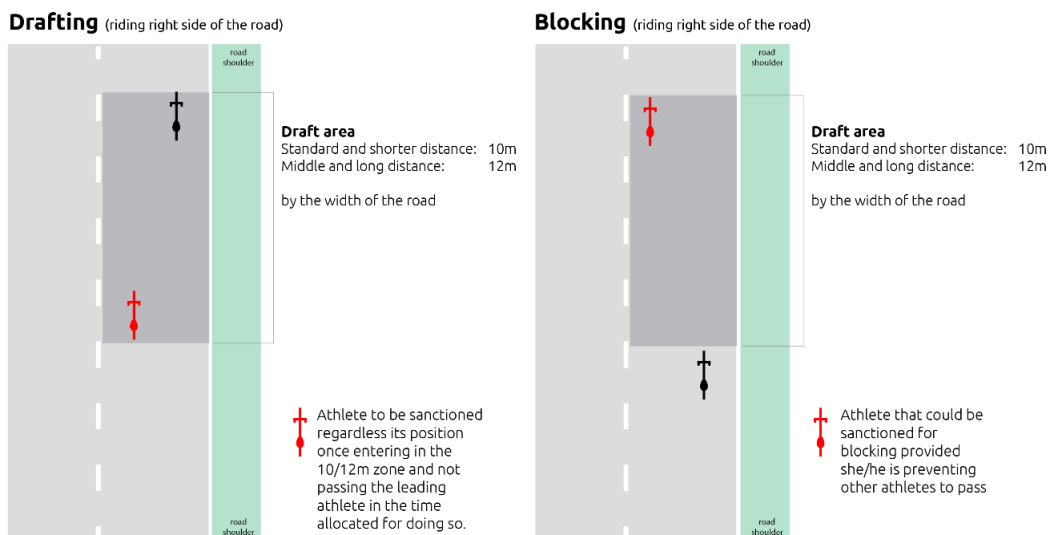 Drafting (riding right side of the road)
road
shoulder
Draft area
Standard and shorter distance: 10m
Middle and long distance: 12m
by the width of the road
Athlete to be sanctioned
regardless its position
once entering in the
10/12m zone and not
passing the leading
athlete in the time
allocated for doing so.
road
shoulder
Blocking (riding right side of the road)
road
shoulder
Draft area
Standard and shorter distance: 10m
Middle and long distance: 12m
by the width of the road
Athlete that could be
sanctioned for
blocking provided
she/he is preventing
other athletes to pass
road
shoulder